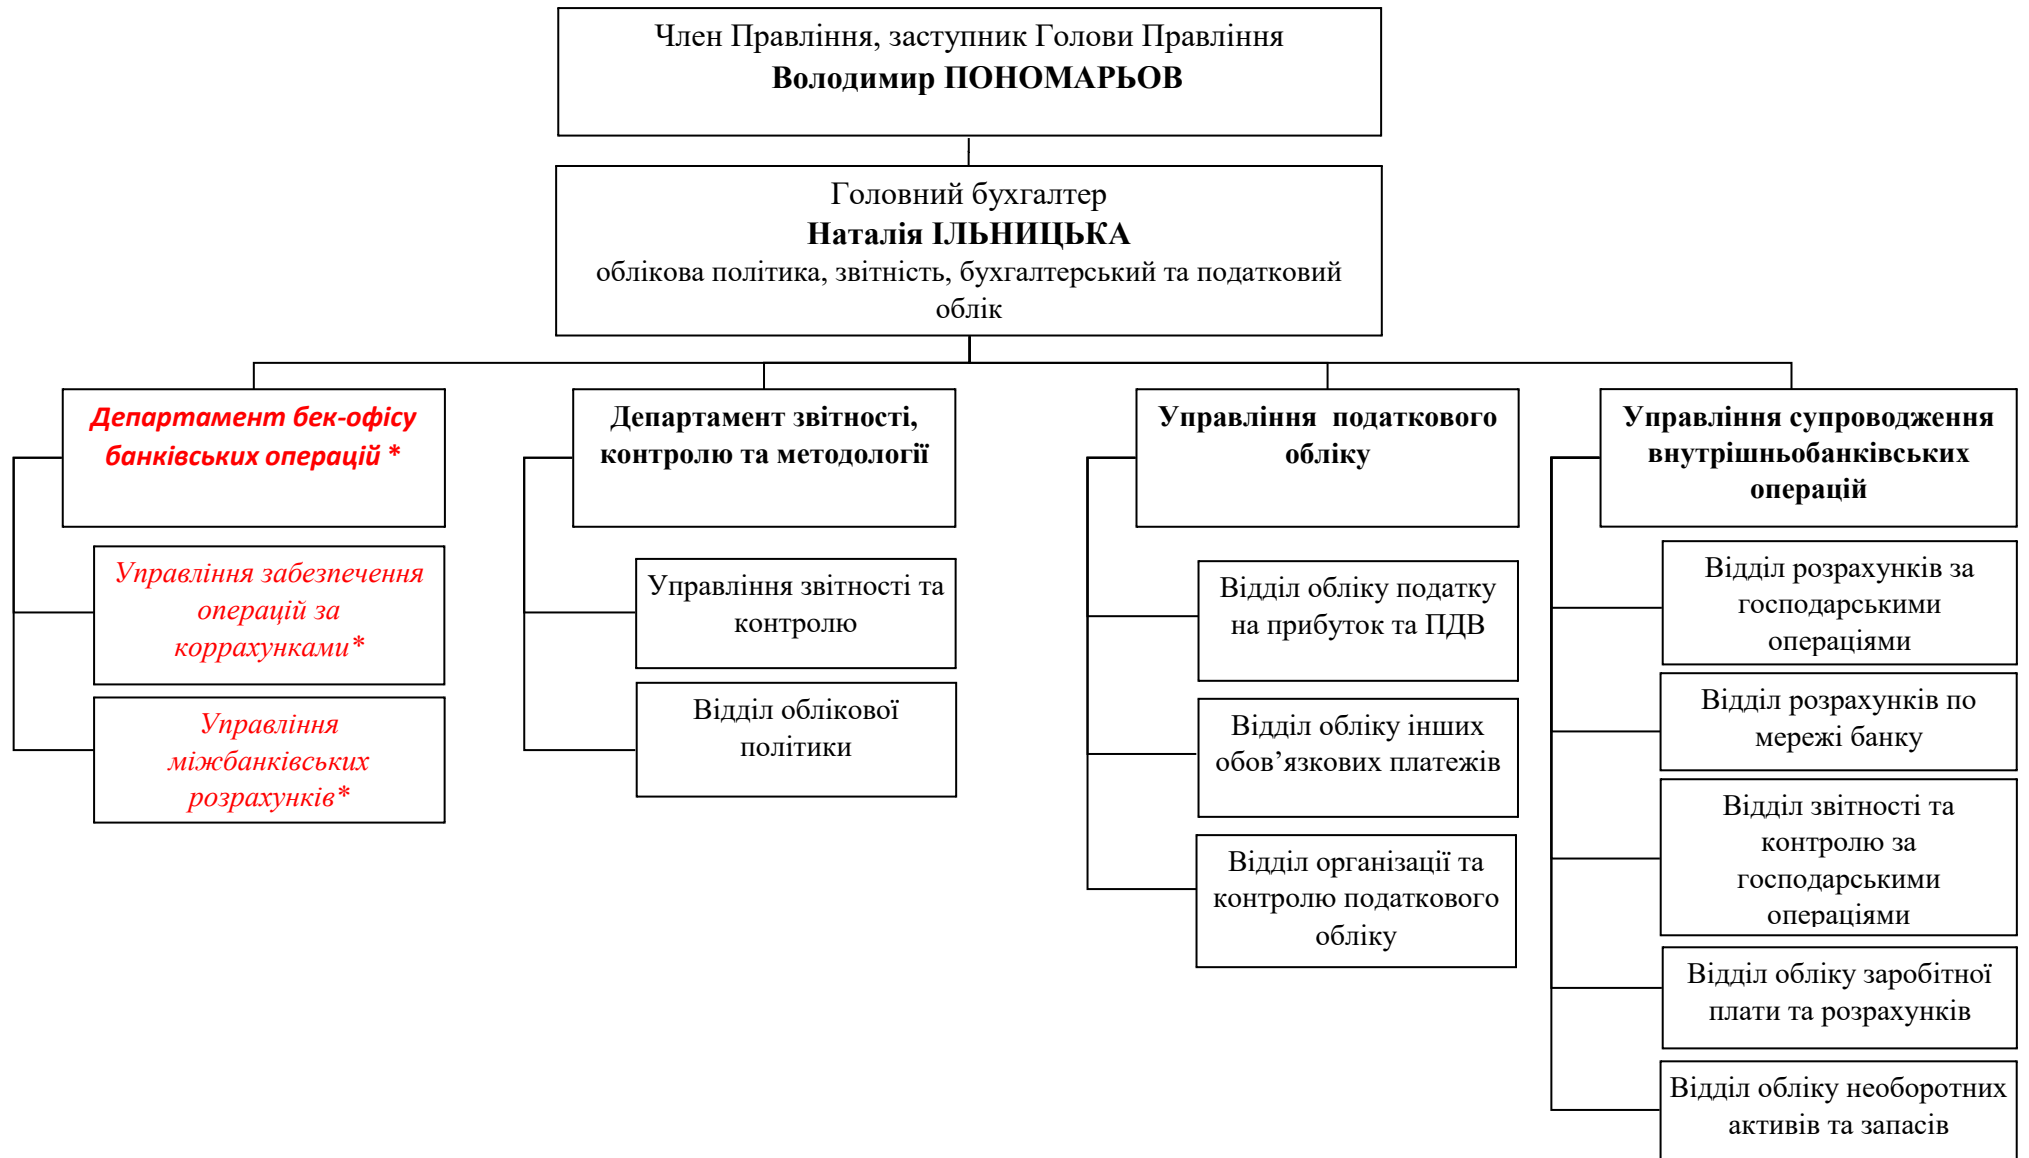 Член Правління, заступник Голови Правління
Володимир ПОНОМАРЬОВ
Головний бухгалтер
Наталія ІЛЬНИЦЬКА
облікова політика, звітність, бухгалтерський та податковий
облік
Департамент бек-офісу
банківських операцій *
Управління забезпечення
операцій за
коррахунками*
Управління
міжбанківських
розрахунків*
Департамент звітності,
контролю та методології
Управління звітності та
контролю
Відділ облікової
політики
Управління  податкового
обліку
Відділ обліку податку
на прибуток та ПДВ
Відділ обліку інших
обов’язкових платежів
Відділ організації та
контролю податкового
обліку
Управління супроводження
внутрішньобанківських
операцій
Відділ розрахунків за
господарськими
операціями
Відділ розрахунків по
мережі банку
Відділ звітності та
контролю за
господарськими
операціями
Відділ обліку заробітної
плати та розрахунків
Відділ обліку необоротних
активів та запасів